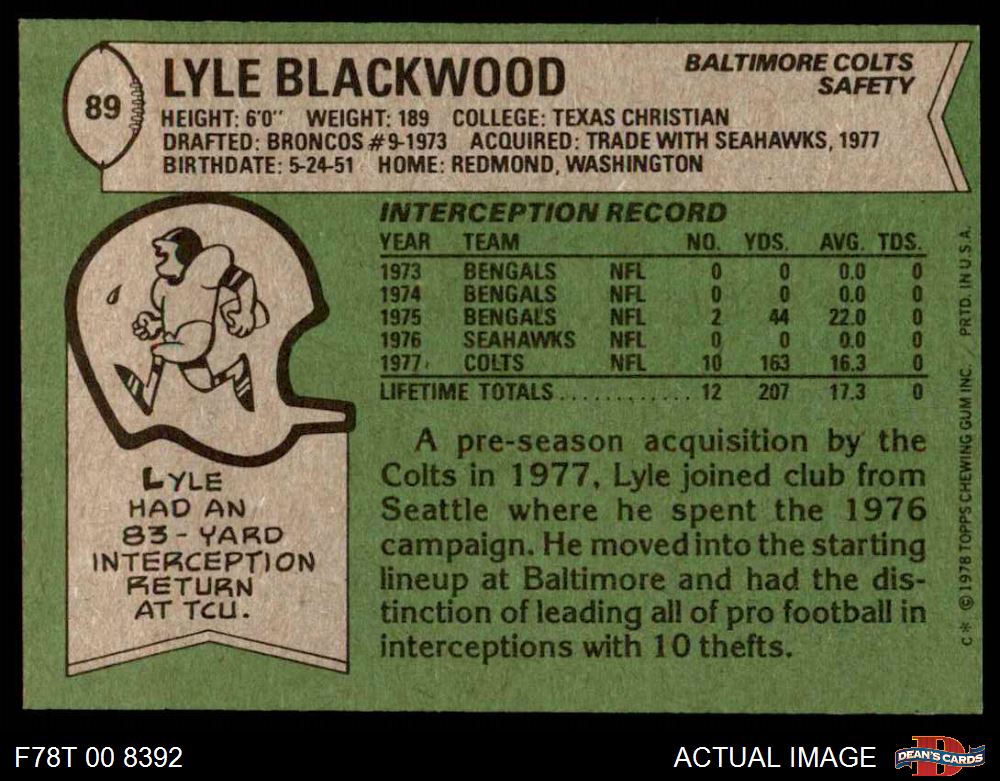 89
LYLE BLACKWOOD
BALTIMORE COLTS
SAFETY
HEIGHT: 6'0" WEIGHT: 189 COLLEGE: TEXAS CHRISTIAN
DRAFTED: BRONCOS #9-1973 ACQUIRED: TRADE WITH SEAHAWKS, 1977
BIRTHDATE: 5-24-51 HOME: REDMOND, WASHINGTON
INTERCEPTION RECORD
YEAR TEAM NO. YDS. AVG. TDS.
1973 BENGALS NFL 0 0 0.0 0
1974 BENGALS NFL 0 0 0.0 0
1975 BENGALS NFL 2 44 22.0 0
1976 SEAHAWKS NFL 0 0 0.0 0
1977 COLTS NFL 10 163 16.3 0
LIFETIME TOTALS............ 12 207 17.3 0
A pre-season acquisition by the
Colts in 1977, Lyle joined club from
Seattle where he spent the 1976
campaign. He moved into the starting
lineup at Baltimore and had the dis-
tinction of leading all of pro football in
interceptions with 10 thefts.
LYLE
HAD AN
83-YARD
INTERCEPTION
RETURN
AT TCU.
C* © 1978 TOPPS CHEWING GUM INC. / PRTD. IN U.S.A.
F78T 00 8392
ACTUAL IMAGE
D
DEAN'S CARDS